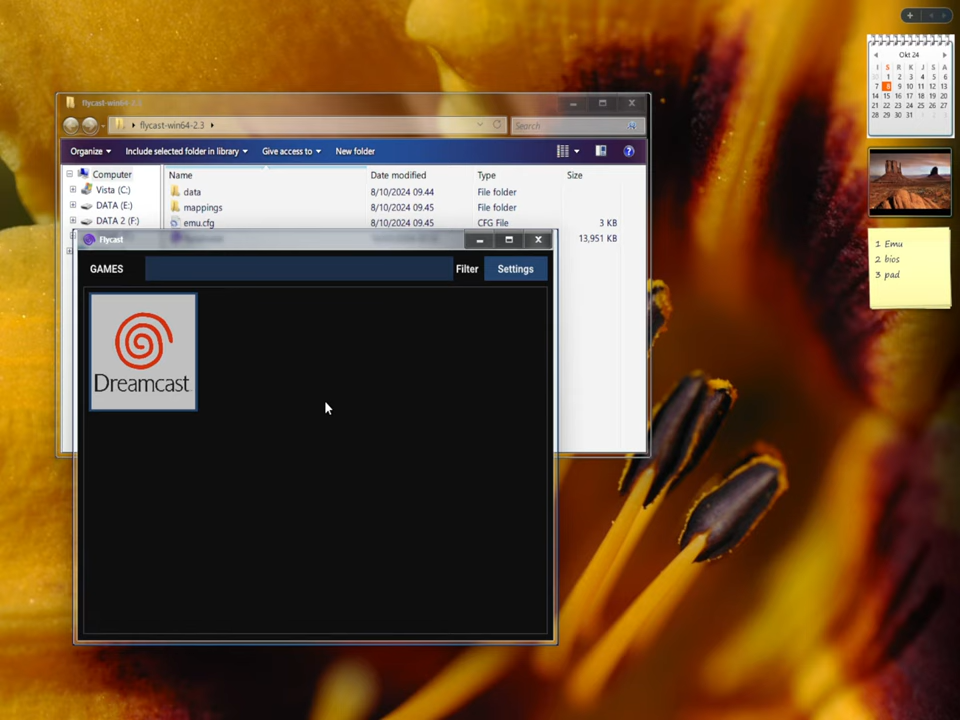 flycast-win64-2.3
flycast-win64-2.3
Search
Organize
Include selected folder in library
Give access to
New folder
Computer
Vista (C:)
DATA (E:)
DATA 2 (F:)
Name Date modified Type Size
data 8/10/2024 09.44 File folder
mappings 8/10/2024 09.45 File folder
emu.cfg 8/10/2024 09.45 CFG File 3 KB
13,951 KB
Flycast
GAMES
Filter
Settings
Dreamcast
Okt 24
I S R K J S A
1 2 3 4 5 6
7 8 9 10 11 12 13
14 15 16 17 18 19 20
21 22 23 24 25 26 27
28 29 30 31 1 2 3
1 Emu
2 bios
3 pad